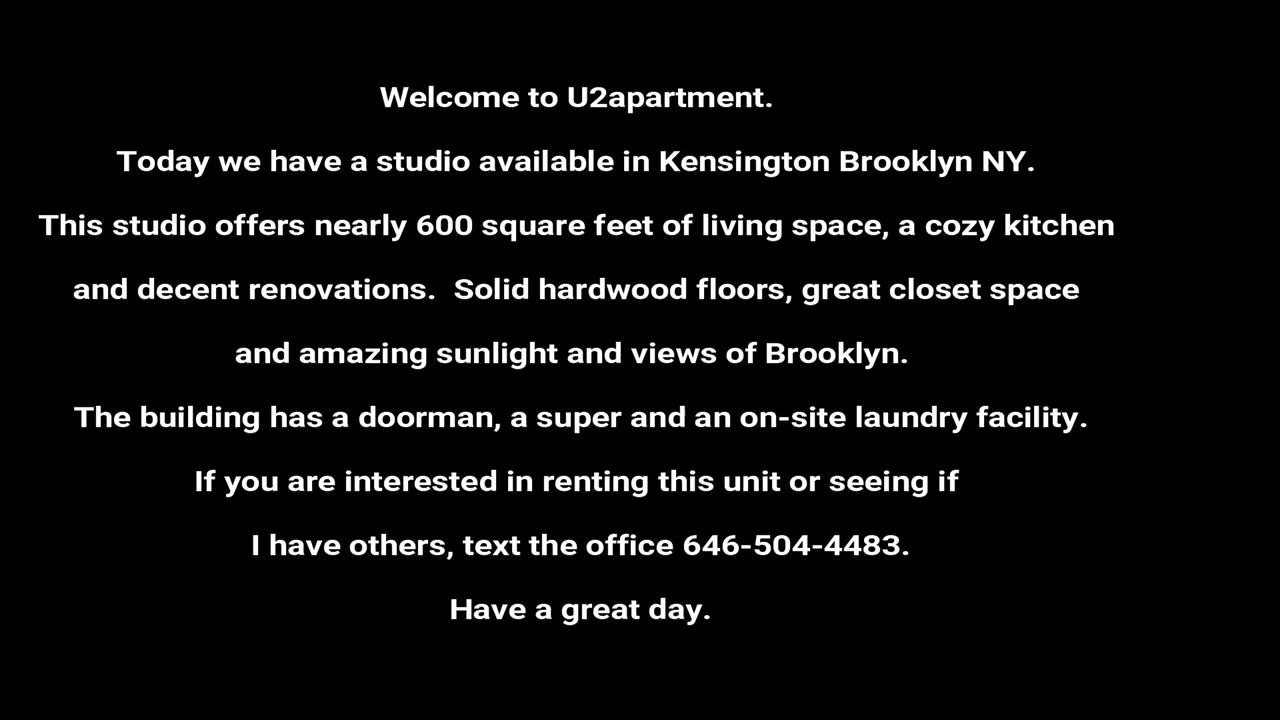 Welcome to U2apartment.
Today we have a studio available in Kensington Brooklyn NY.
This studio offers nearly 600 square feet of living space, a cozy kitchen
and decent renovations.  Solid hardwood floors, great closet space
and amazing sunlight and views of Brooklyn.
The building has a doorman, a super and an on-site laundry facility.
If you are interested in renting this unit or seeing if
I have others, text the office 646-504-4483.
Have a great day.